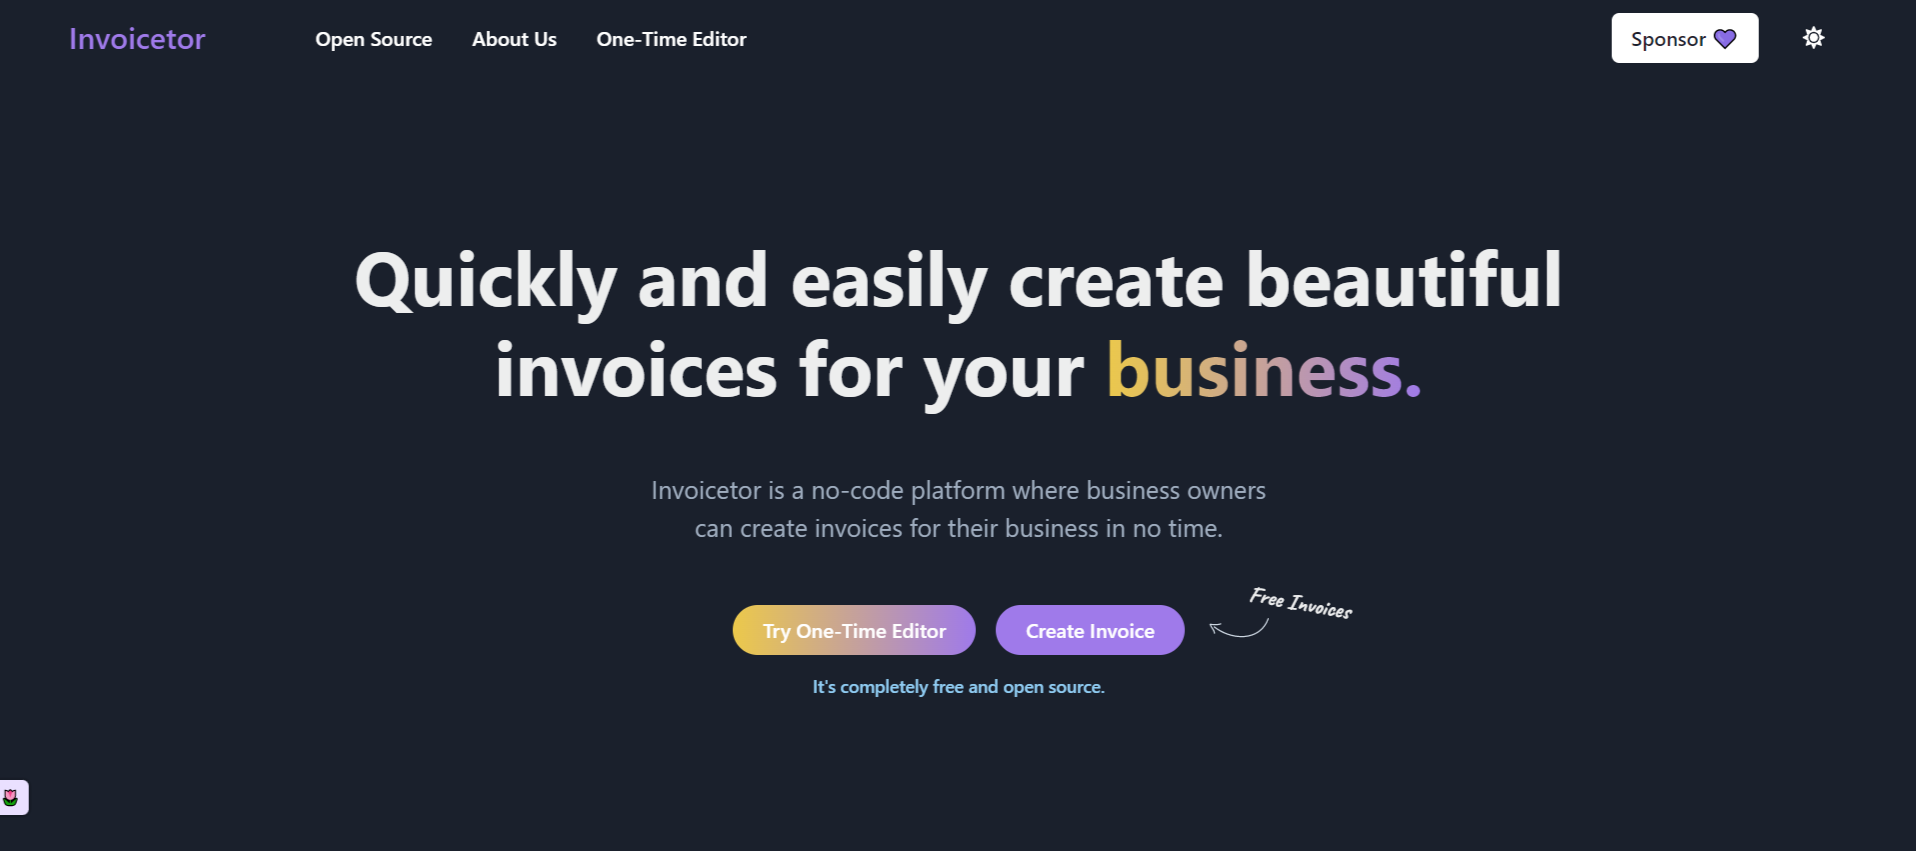 Invoicetor
Open Source
About Us
One-Time Editor
Sponsor
Quickly and easily create beautiful
invoices for your business.
Invoicetor is a no-code platform where business owners
can create invoices for their business in no time.
Try One-Time Editor
Create Invoice
Free Invoices
It's completely free and open source.